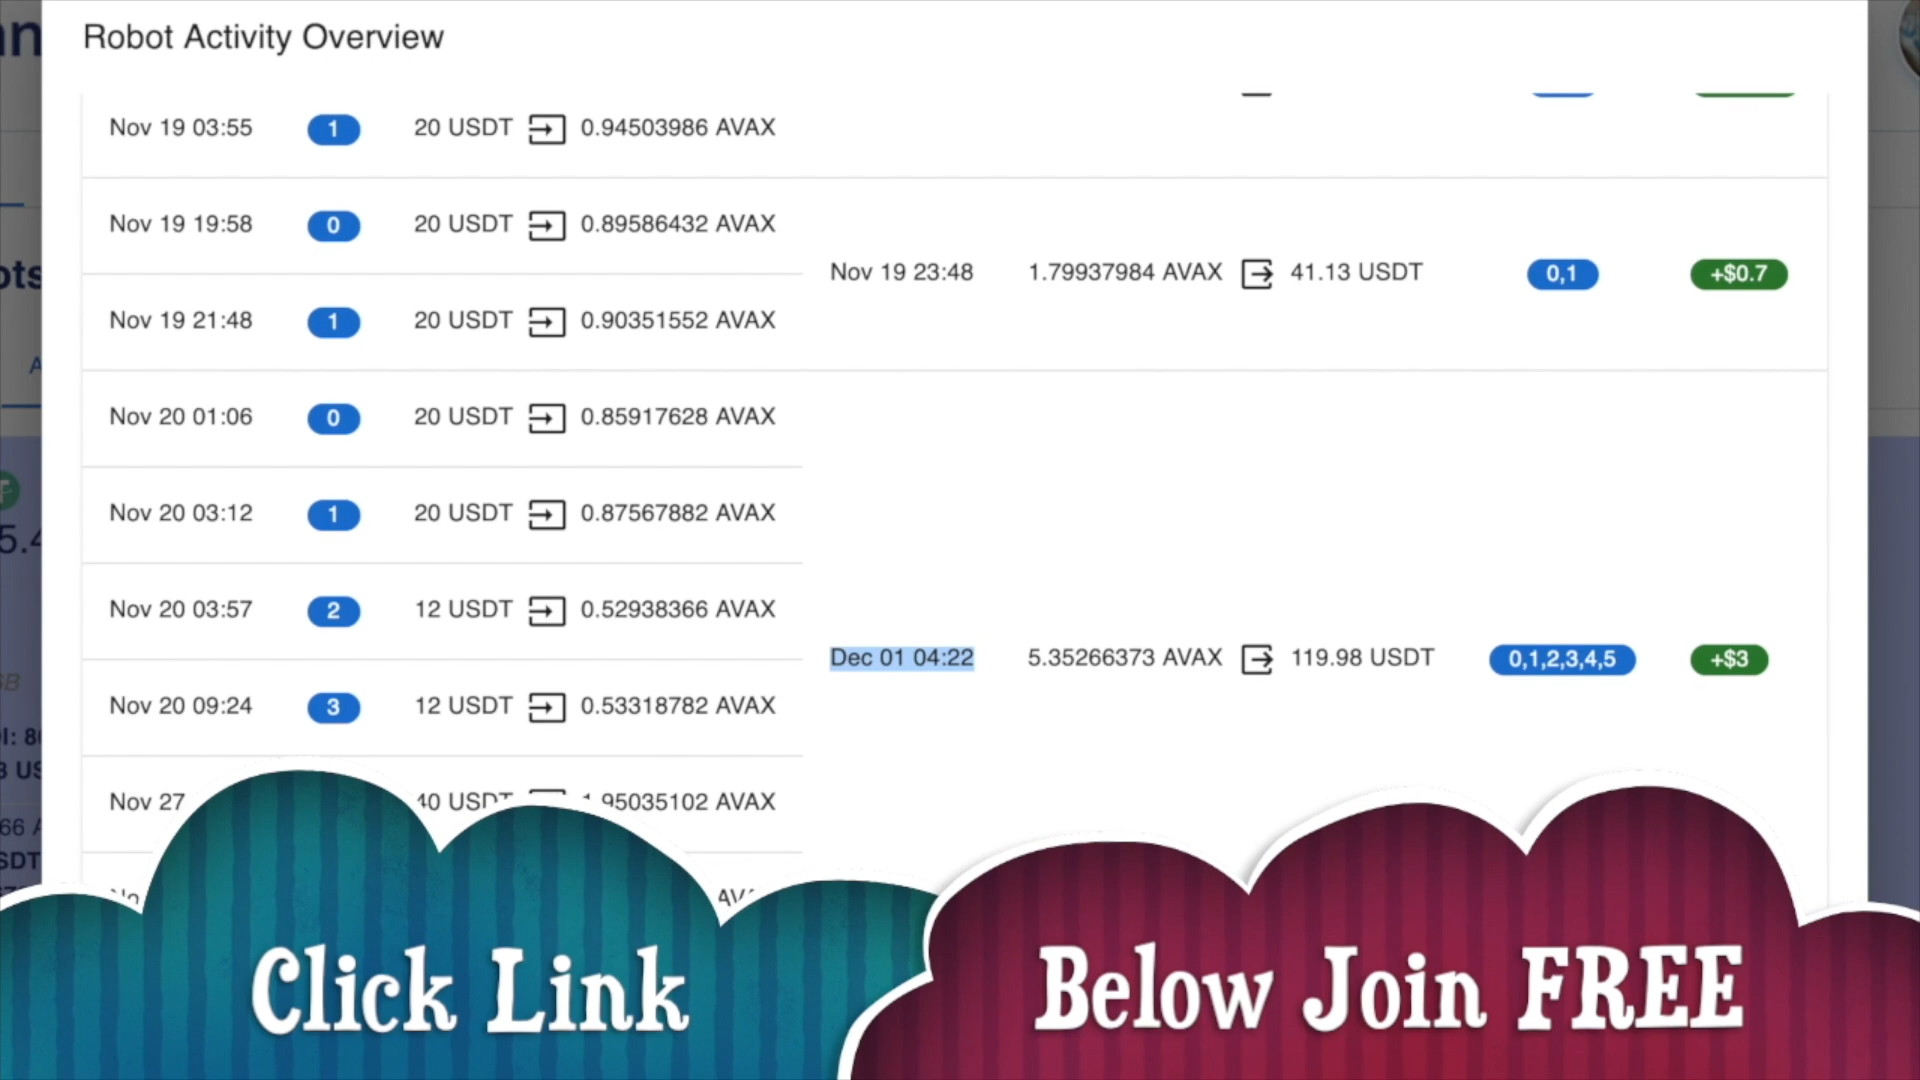 Robot Activity Overview
Nov 19 03:55 1 20 USDT 0.94503986 AVAX
Nov 19 19:58 0 20 USDT 0.89586432 AVAX
Nov 19 23:48 1.79937984 AVAX 41.13 USDT 0,1 +$0.7
Nov 19 21:48 1 20 USDT 0.90351552 AVAX
Nov 20 01:06 0 20 USDT 0.85917628 AVAX
Nov 20 03:12 1 20 USDT 0.87567882 AVAX
Nov 20 03:57 2 12 USDT 0.52938366 AVAX
Dec 01 04:22 5.35266373 AVAX 119.98 USDT 0,1,2,3,4,5 +$3
Nov 20 09:24 3 12 USDT 0.53318782 AVAX
Nov 27 40 USDT 1.95035102 AVAX
Click Link
Below Join FREE